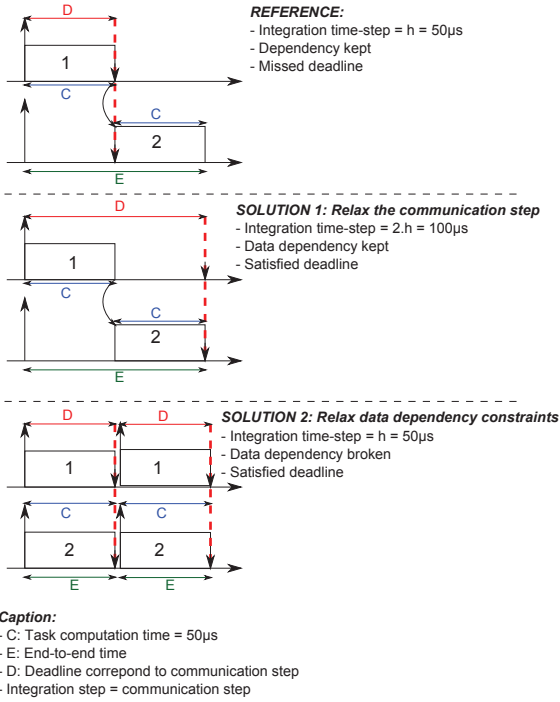 D
REFERENCE:
- Integration time-step = h = 50µs
- Dependency kept
- Missed deadline
1
C
C
2
E
D
SOLUTION 1: Relax the communication step
- Integration time-step = 2.h = 100µs
- Data dependency kept
- Satisfied deadline
1
C
C
2
E
D D
SOLUTION 2: Relax data dependency constraints
- Integration time-step = h = 50µs
- Data dependency broken
- Satisfied deadline
1 1
C C
2 2
E E
Caption:
- C: Task computation time = 50µs
- E: End-to-end time
- D: Deadline correpond to communication step
- Integration step = communication step